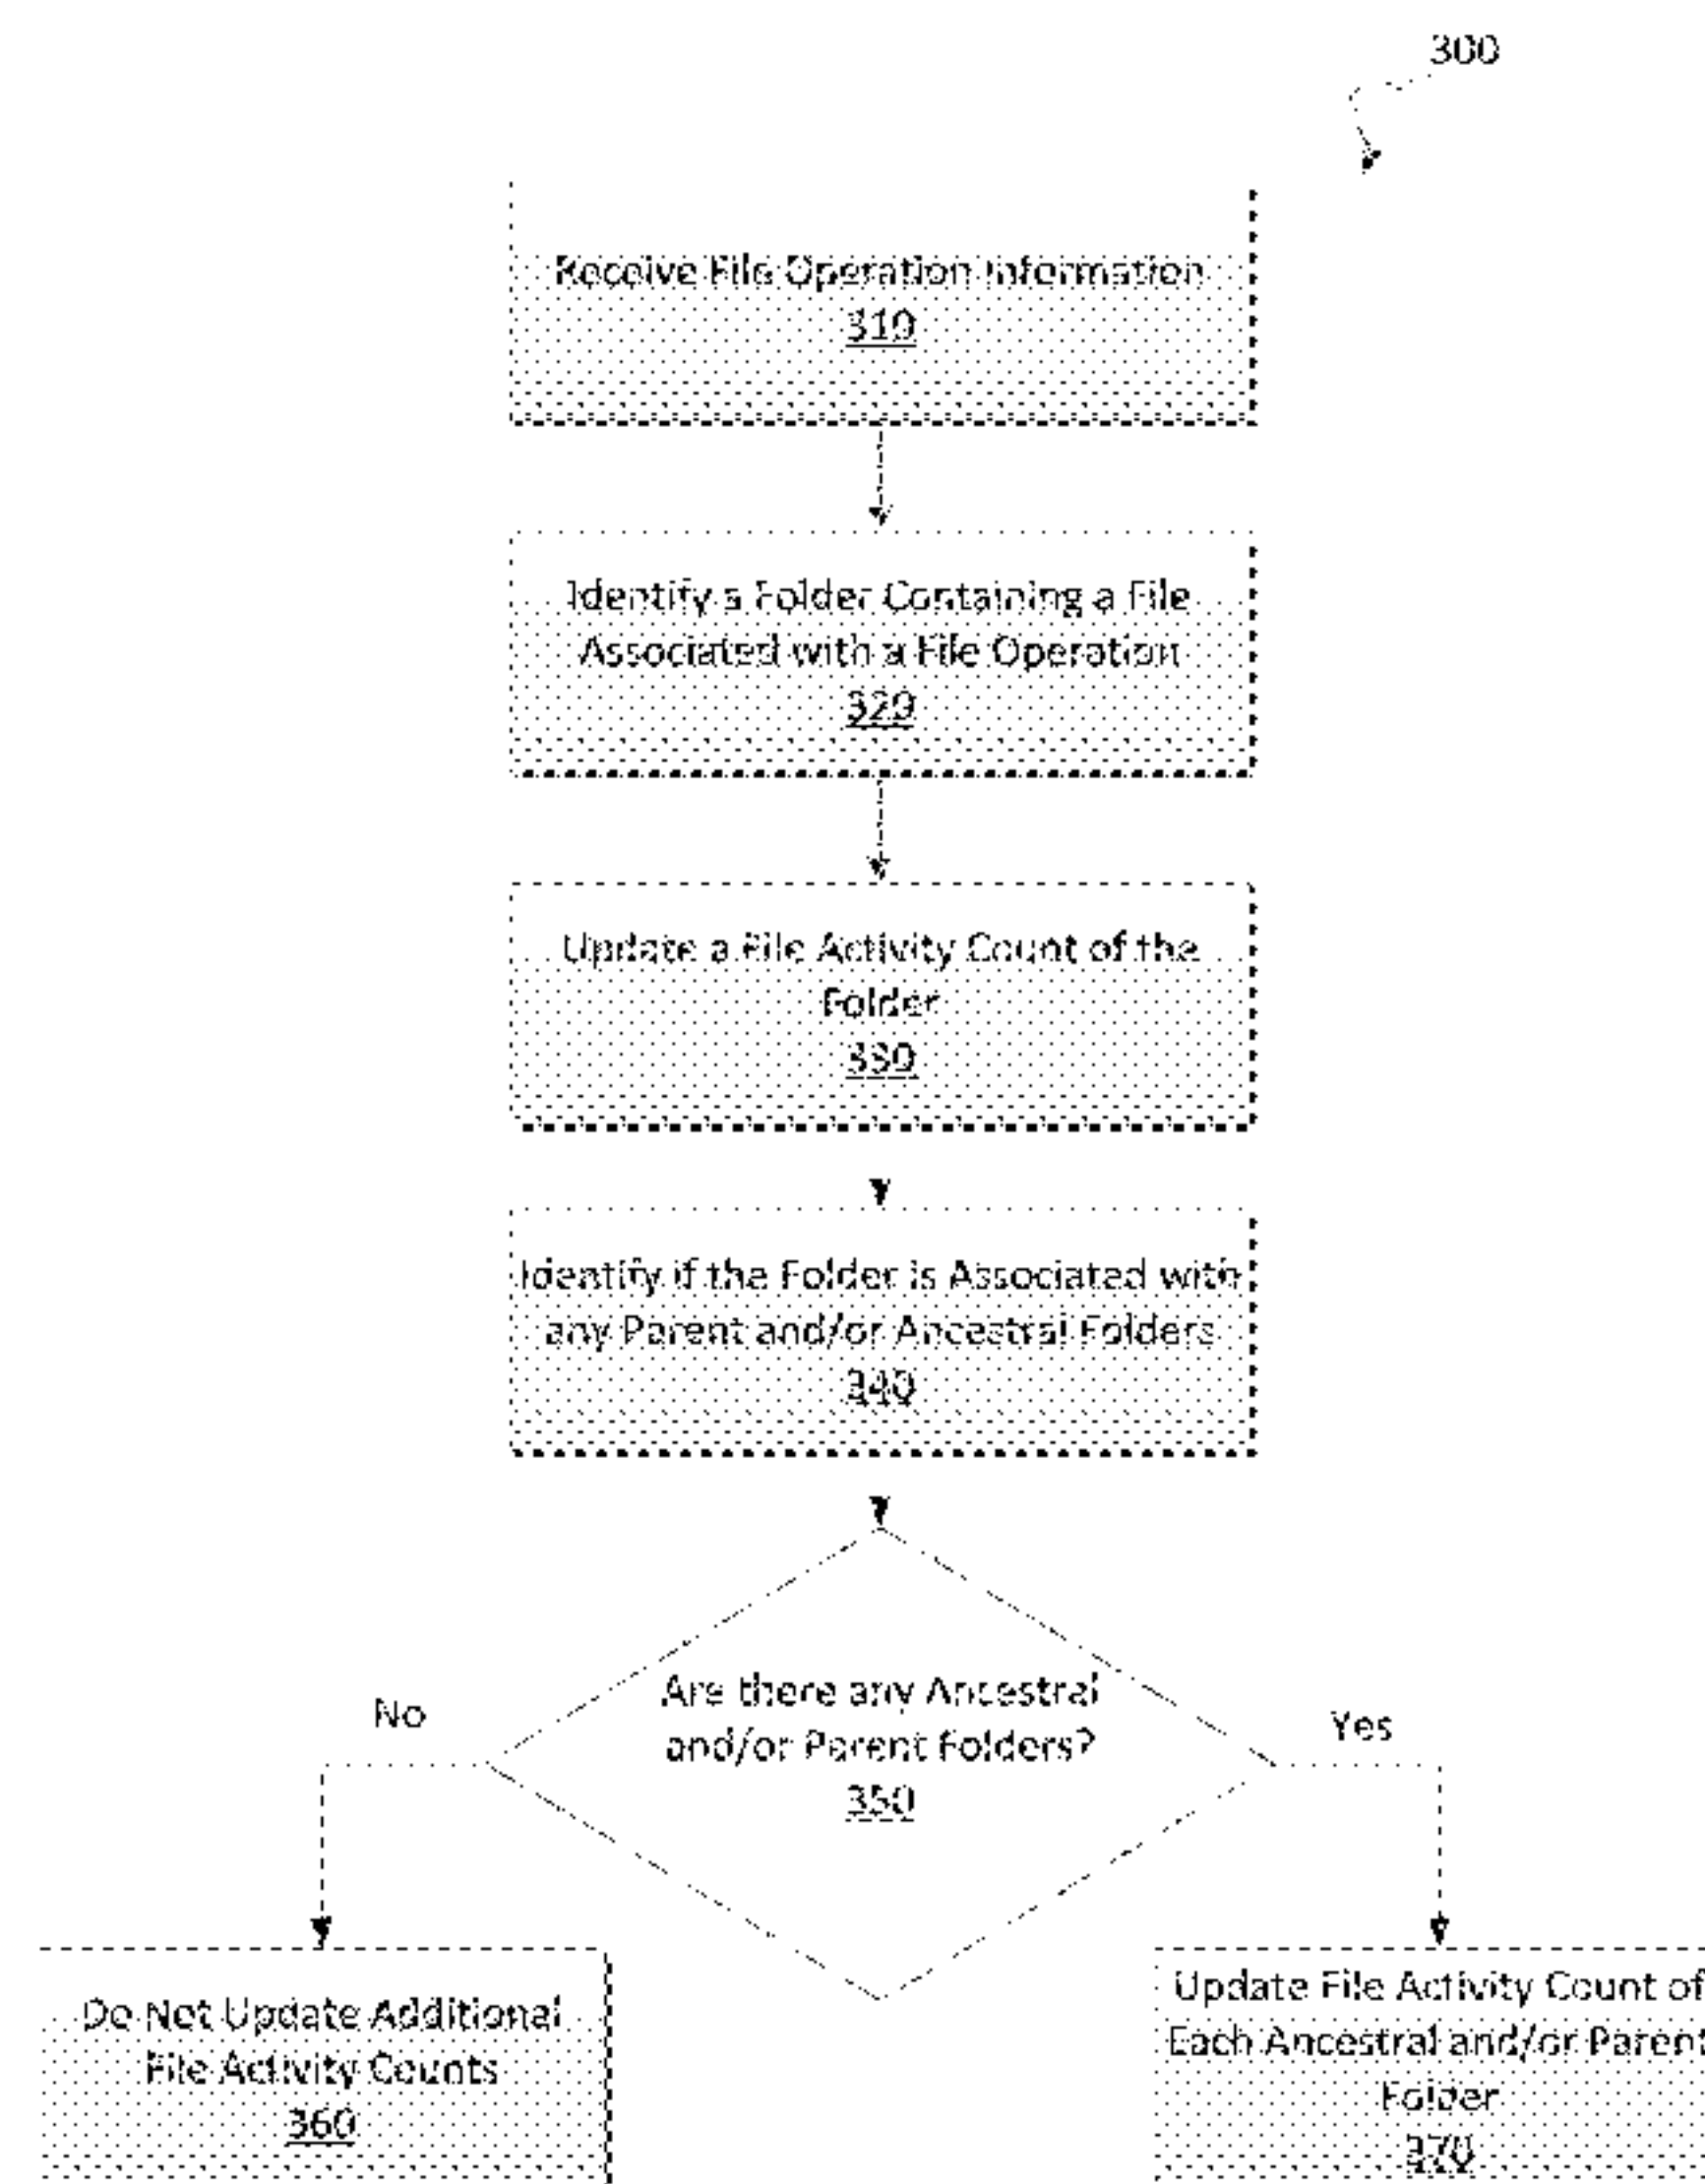 300
Receive File Operation Information
310
Identify a Folder Containing a File
Associated with a File Operation
320
Update a File Activity Count of the
Folder
330
Identify if the Folder is Associated with
any Parent and/or Ancestral Folders
340
Are there any Ancestral
and/or Parent Folders?
350
No
Yes
Do Not Update Additional
File Activity Counts
360
Update File Activity Count of
Each Ancestral and/or Parent
Folder
370